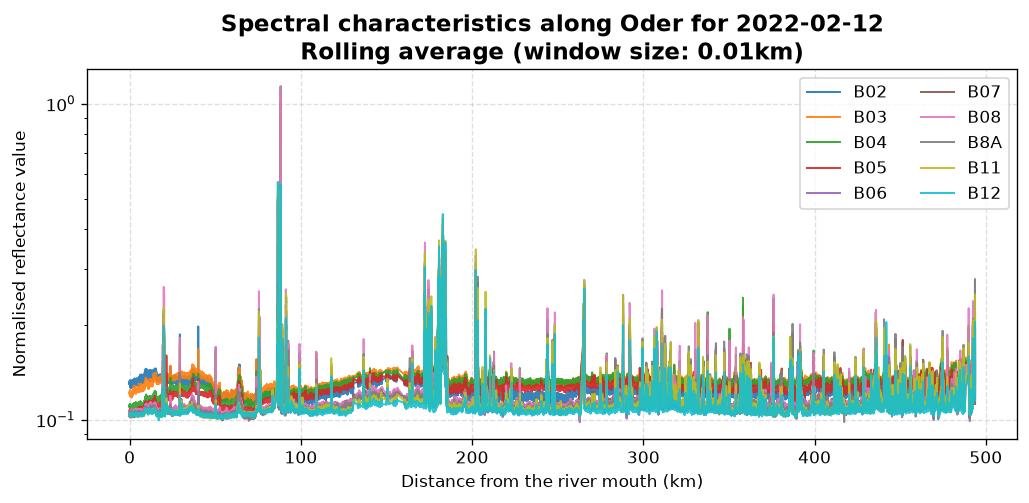 Spectral characteristics along Oder for 2022-02-12
Rolling average (window size: 0.01km)
Normalised reflectance value
10⁰
10⁻¹
B02 B07
B03 B08
B04 B8A
B05 B11
B06 B12
0 100 200 300 400 500
Distance from the river mouth (km)